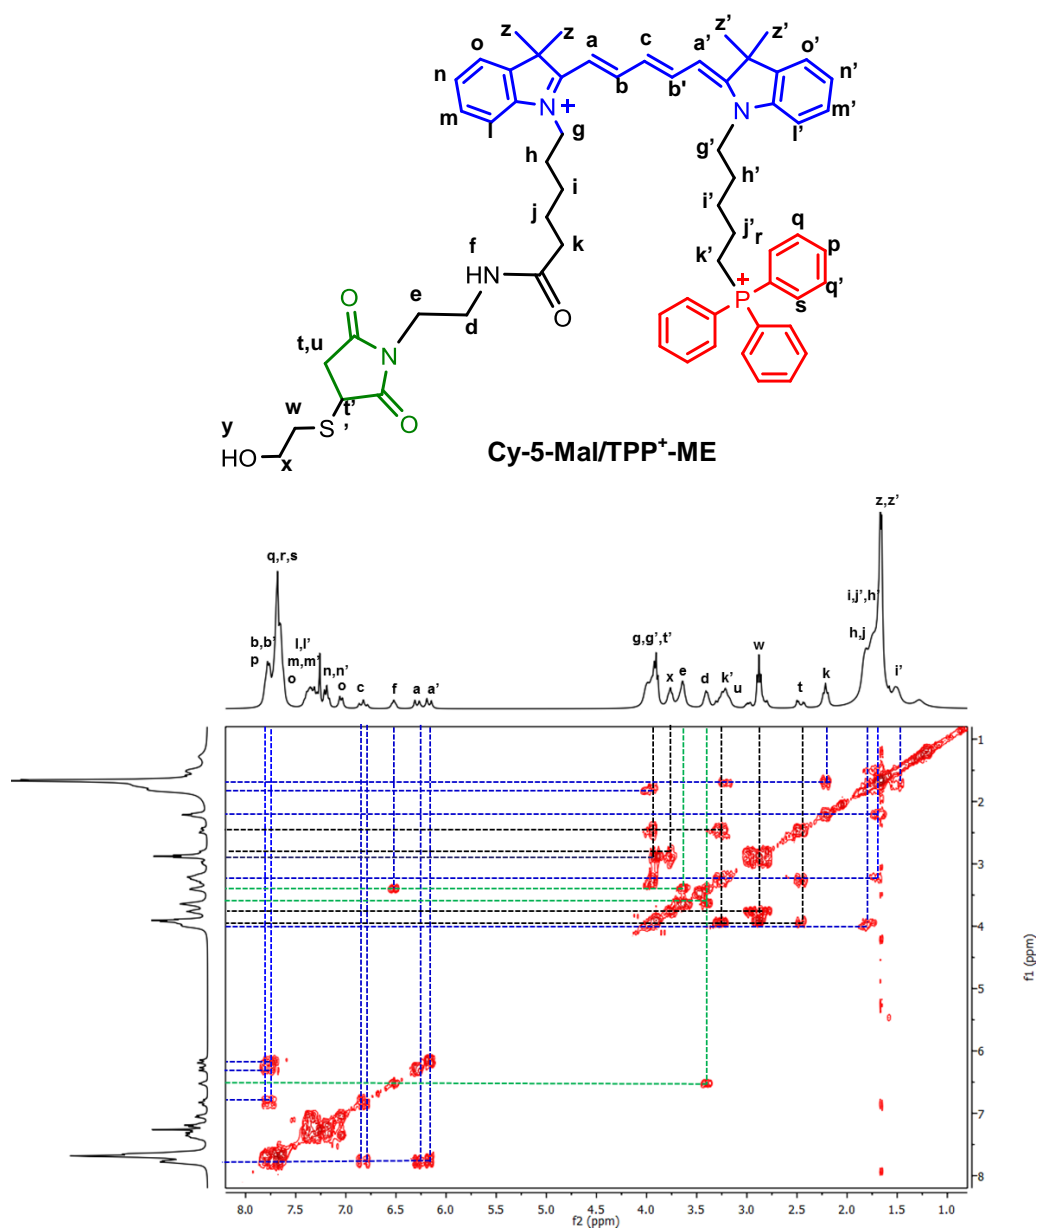 z z a c a' z' z'
o o'
n n'
b b'
m N + N m'
l l'
g g'
h h'
i i'
j j' r q
k k' p
f
HN + q'
e P s
O
d O
t,u N
w t'
S ,
y O
HO x
Cy-5-Mal/TPP⁺-ME
z,z'
q,r,s
i,j',h'
b,b' l,l' g,g',t' w h,j
p m,m' n,n' e k' k i'
o o c f a a' x d u t
1
2
3
4
5
6
7
8
f1 (ppm)
8.0 7.5 7.0 6.5 6.0 5.5 5.0 4.5 4.0 3.5 3.0 2.5 2.0 1.5 1.0
f2 (ppm)